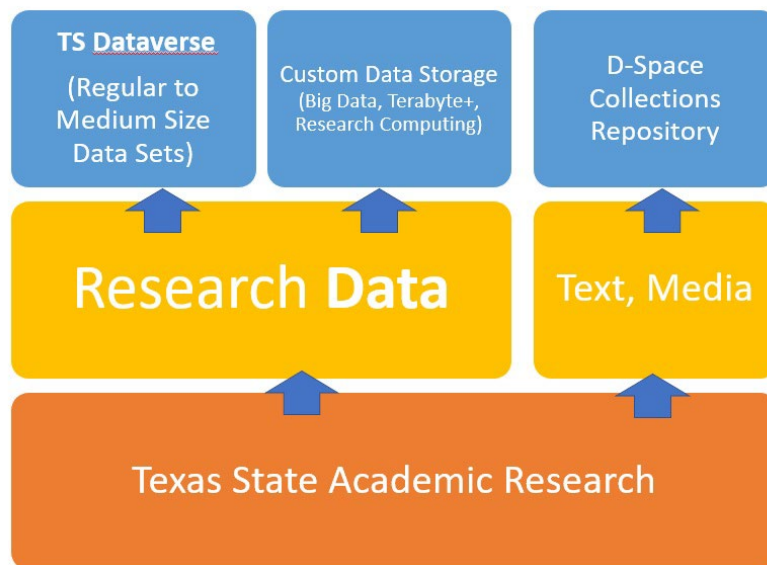 TS Dataverse
(Regular to
Medium Size
Data Sets)
Custom Data Storage
(Big Data, Terabyte+,
Research Computing)
D-Space
Collections
Repository
Research Data
Text, Media
Texas State Academic Research